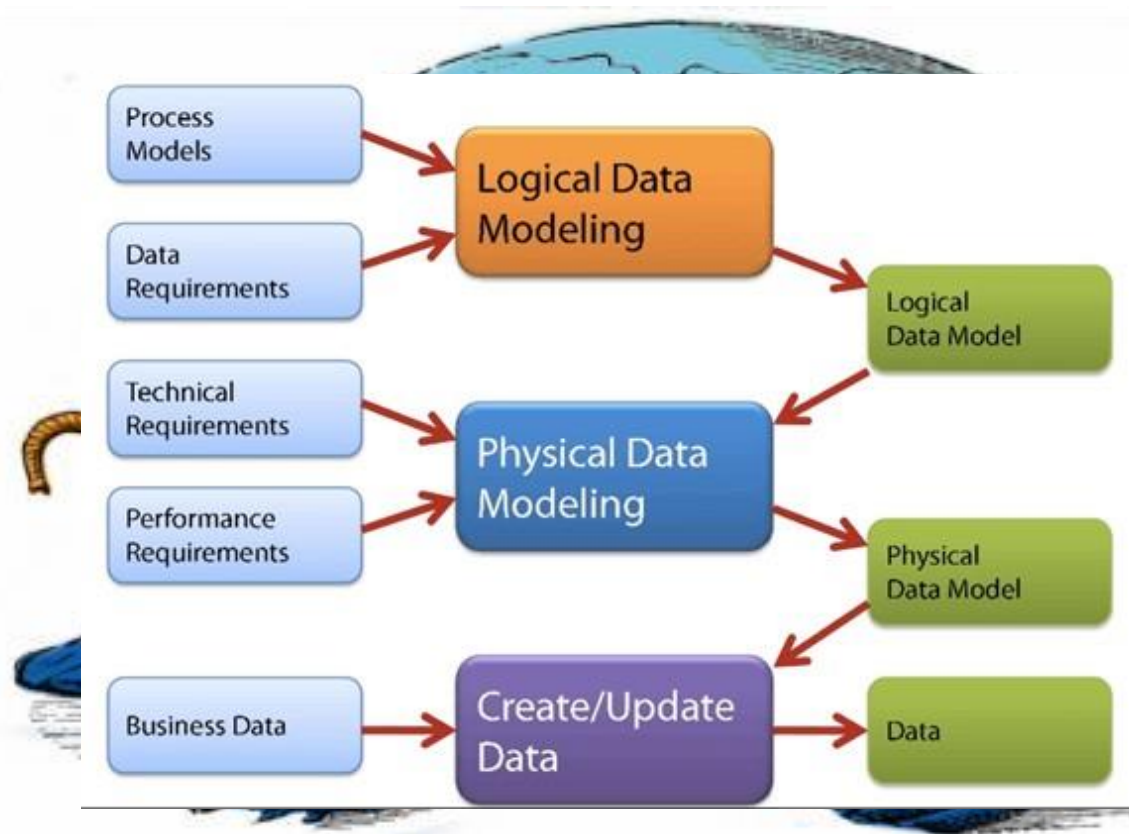 Process
Models
Logical Data
Modeling
Data
Requirements
Logical
Data Model
Technical
Requirements
Physical Data
Modeling
Performance
Requirements
Physical
Data Model
Business Data
Create/Update
Data
Data